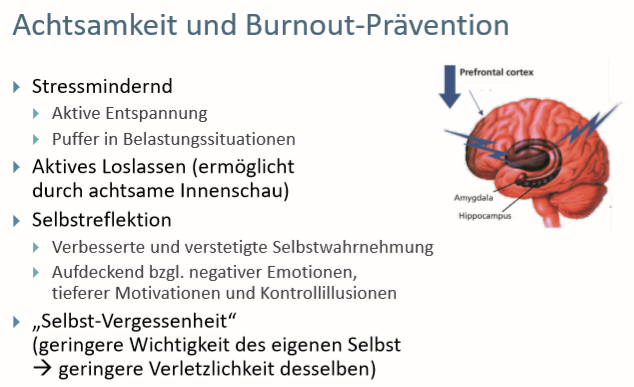 Achtsamkeit und Burnout-Prävention
Stressmindernd
Aktive Entspannung
Puffer in Belastungssituationen
Aktives Loslassen (ermöglicht
durch achtsame Innenschau)
Selbstreflektion
Verbesserte und verstetigte Selbstwahrnehmung
Aufdeckend bzgl. negativer Emotionen,
tieferer Motivationen und Kontrollillusionen
„Selbst-Vergessenheit“
(geringere Wichtigkeit des eigenen Selbst
→ geringere Verletzlichkeit desselben)
Prefrontal cortex
Amygdala
Hippocampus